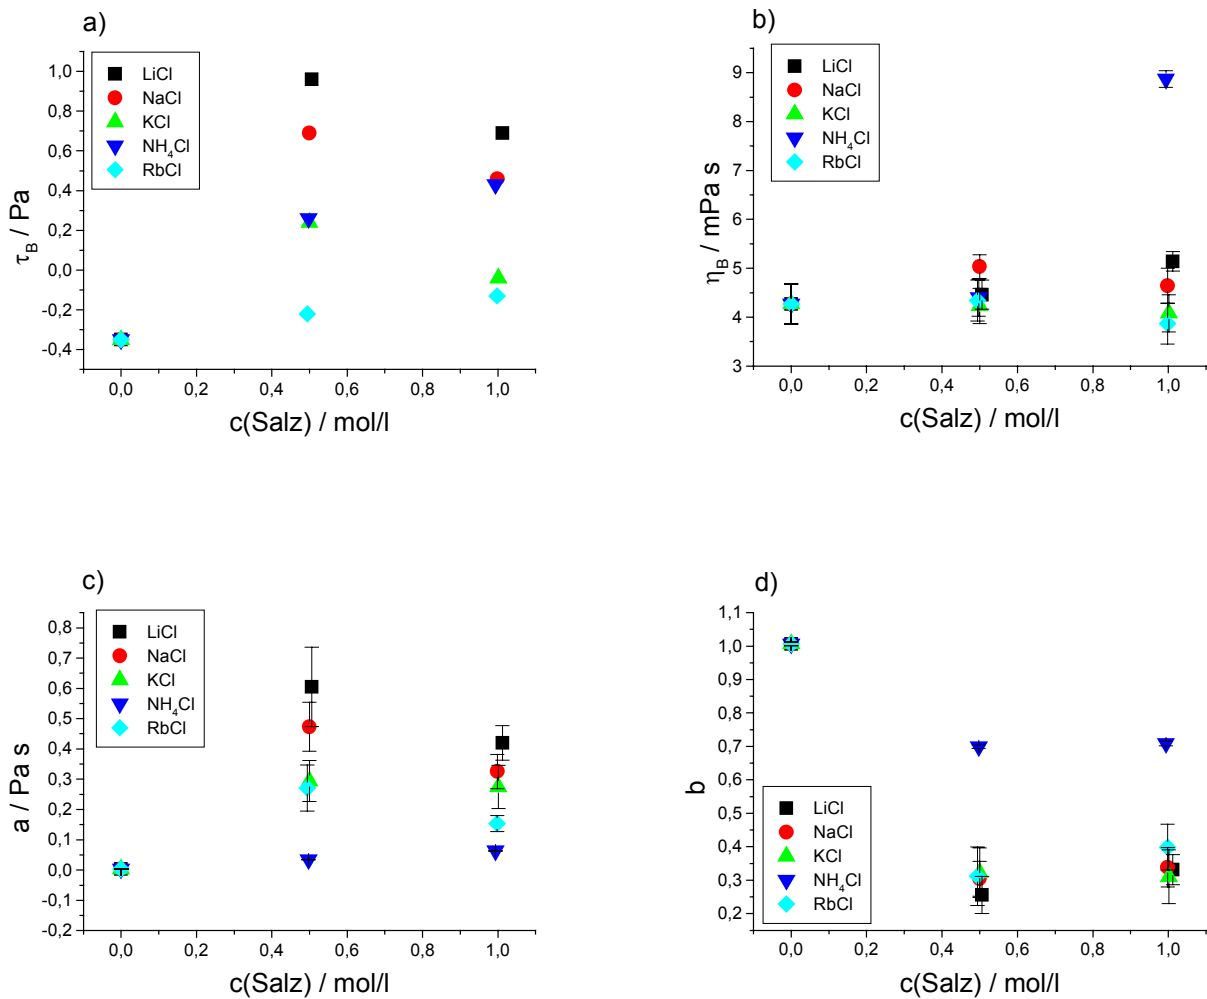 a)
LiCl
NaCl
KCl
NH₄Cl
RbCl
1,0
0,8
0,6
0,4
0,2
0,0
-0,2
-0,4
τ_B / Pa
0,0 0,2 0,4 0,6 0,8 1,0
c(Salz) / mol/l
b)
LiCl
NaCl
KCl
NH₄Cl
RbCl
9
8
7
6
5
4
3
η_B / mPa s
0,0 0,2 0,4 0,6 0,8 1,0
c(Salz) / mol/l
c)
LiCl
NaCl
KCl
NH₄Cl
RbCl
0,8
0,7
0,6
0,5
0,4
0,3
0,2
0,1
0,0
-0,1
-0,2
a / Pa s
0,0 0,2 0,4 0,6 0,8 1,0
c(Salz) / mol/l
d)
1,1
1,0
0,9
0,8
0,7
0,6
0,5
0,4
0,3
0,2
b
LiCl
NaCl
KCl
NH₄Cl
RbCl
0,0 0,2 0,4 0,6 0,8 1,0
c(Salz) / mol/l